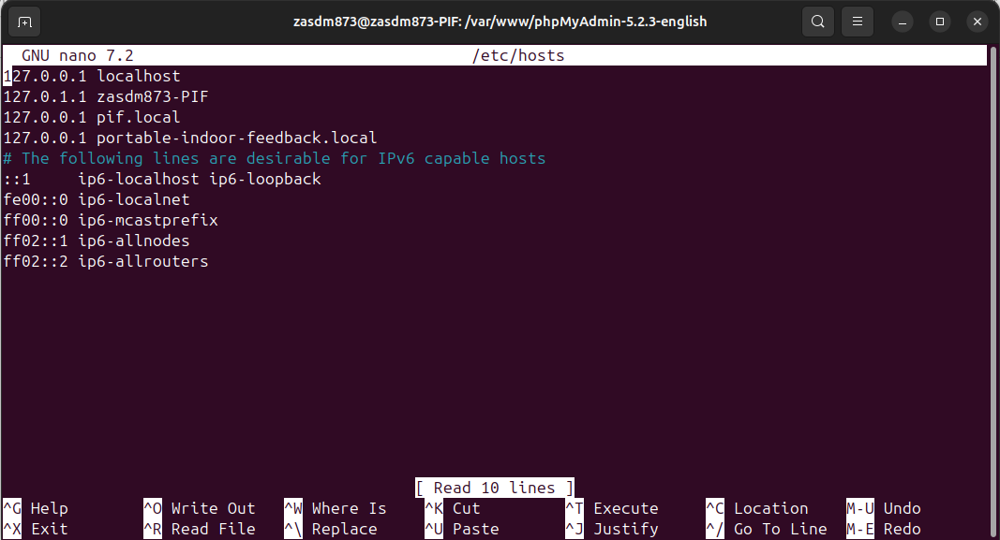 zasdm873@zasdm873-PIF: /var/www/phpMyAdmin-5.2.3-english
GNU nano 7.2 /etc/hosts
127.0.0.1 localhost
127.0.1.1 zasdm873-PIF
127.0.0.1 pif.local
127.0.0.1 portable-indoor-feedback.local
# The following lines are desirable for IPv6 capable hosts
::1     ip6-localhost ip6-loopback
fe00::0 ip6-localnet
ff00::0 ip6-mcastprefix
ff02::1 ip6-allnodes
ff02::2 ip6-allrouters
[ Read 10 lines ]
^G Help ^O Write Out ^W Where Is ^K Cut ^T Execute ^C Location M-U Undo
^X Exit ^R Read File ^\ Replace ^U Paste ^J Justify ^/ Go To Line M-E Redo